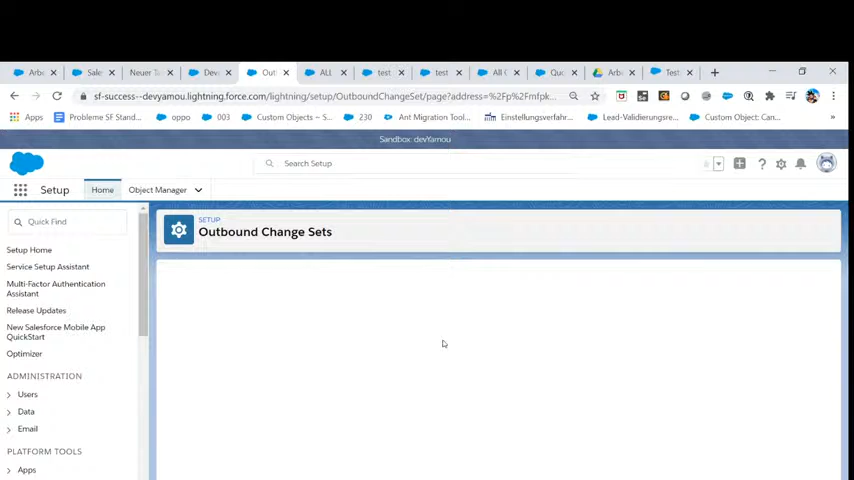 Arbe
Sale
Neuer T
Dev
Out
ALL
test
test
All C
Quo
Arbe
Test
sf-success--devyamou.lightning.force.com/lightning/setup/OutboundChangeSet/page?address=%2Fp%2Fmfpk...
Apps
Probleme SF Stand...
oppo
003
Custom Objects – S...
230
Ant Migration Tool...
Einstellungsverfahr...
Lead-Validierungsre...
Custom Object: Can...
»
Sandbox: devYamou
Search Setup
Setup
Home
Object Manager
Quick Find
SETUP
Outbound Change Sets
Setup Home
Service Setup Assistant
Multi-Factor Authentication
Assistant
Release Updates
New Salesforce Mobile App
QuickStart
Optimizer
ADMINISTRATION
Users
Data
Email
PLATFORM TOOLS
Apps